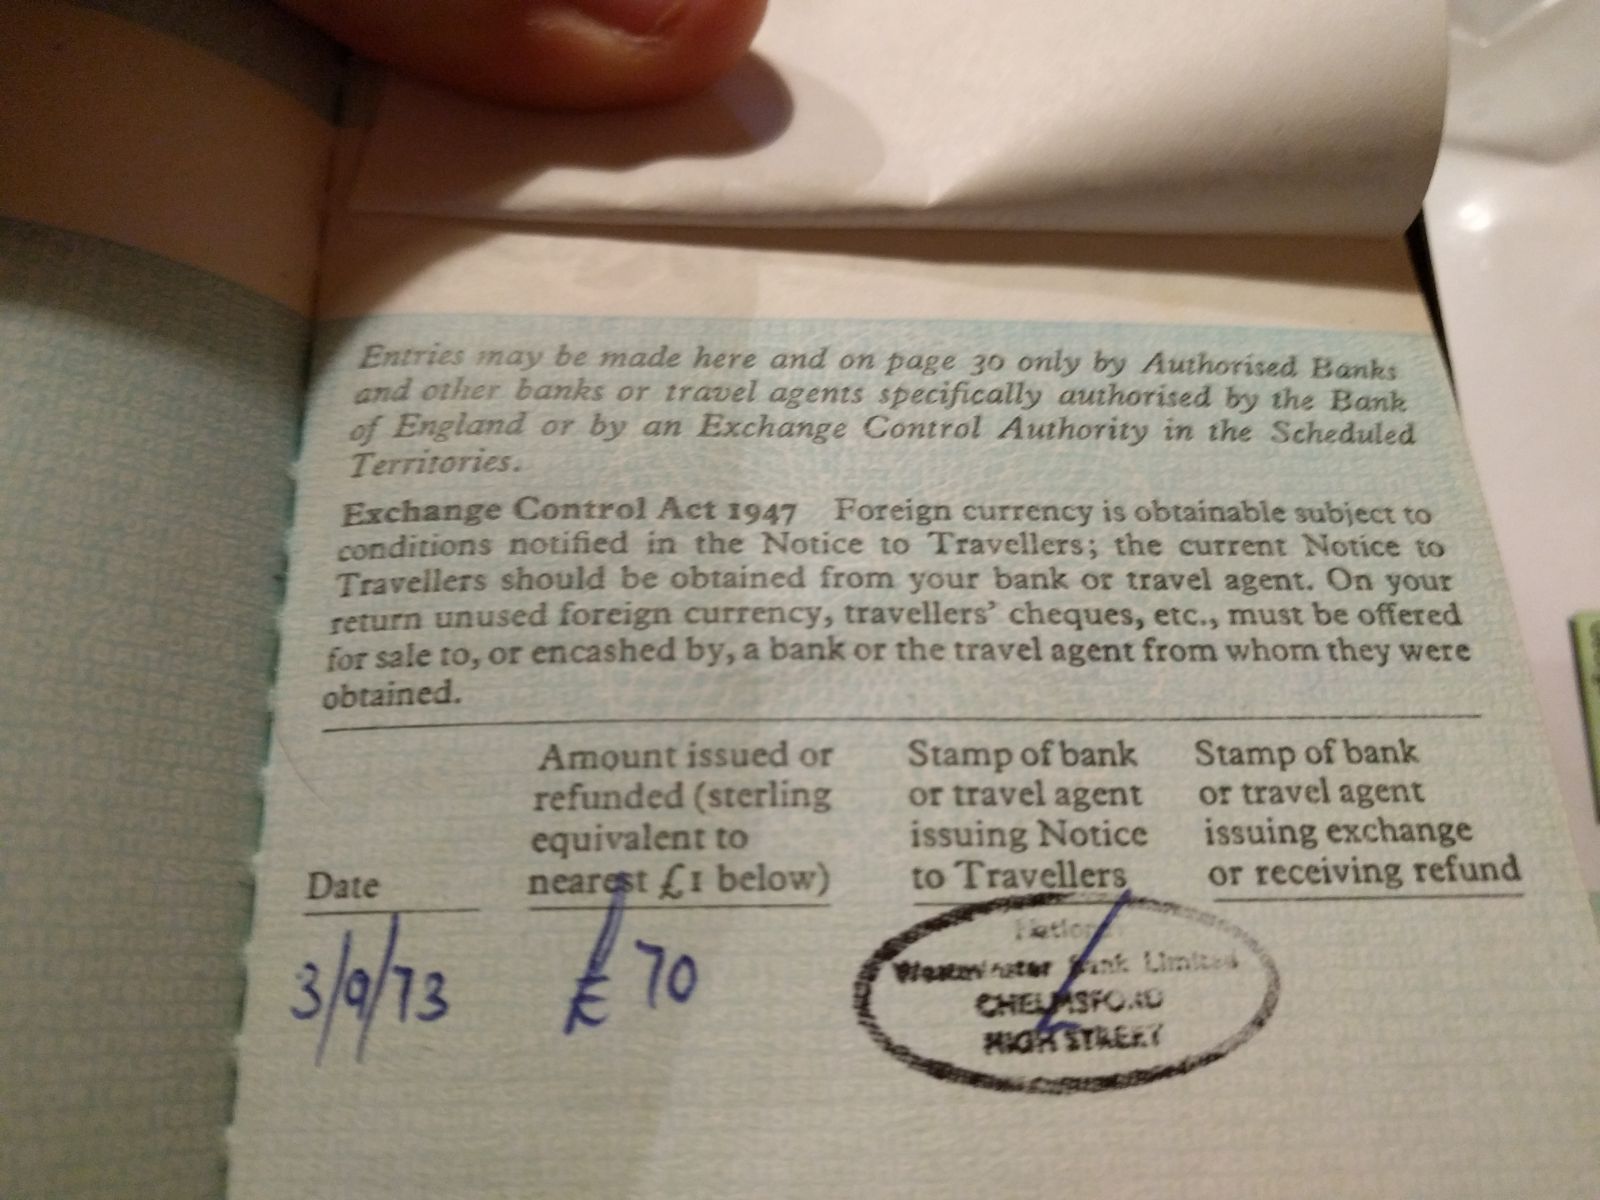 Entries may be made here and on page 30 only by Authorised Banks
and other banks or travel agents specifically authorised by the Bank
of England or by an Exchange Control Authority in the Scheduled
Territories.
Exchange Control Act 1947 Foreign currency is obtainable subject to
conditions notified in the Notice to Travellers; the current Notice to
Travellers should be obtained from your bank or travel agent. On your
return unused foreign currency, travellers' cheques, etc., must be offered
for sale to, or encashed by, a bank or the travel agent from whom they were
obtained.
Date
Amount issued or
refunded (sterling
equivalent to
nearest £1 below)
Stamp of bank
or travel agent
issuing Notice
to Travellers
Stamp of bank
or travel agent
issuing exchange
or receiving refund
3/9/73
£ 70
National
Westminster Bank Limited
CHELMSFORD
HIGH STREET